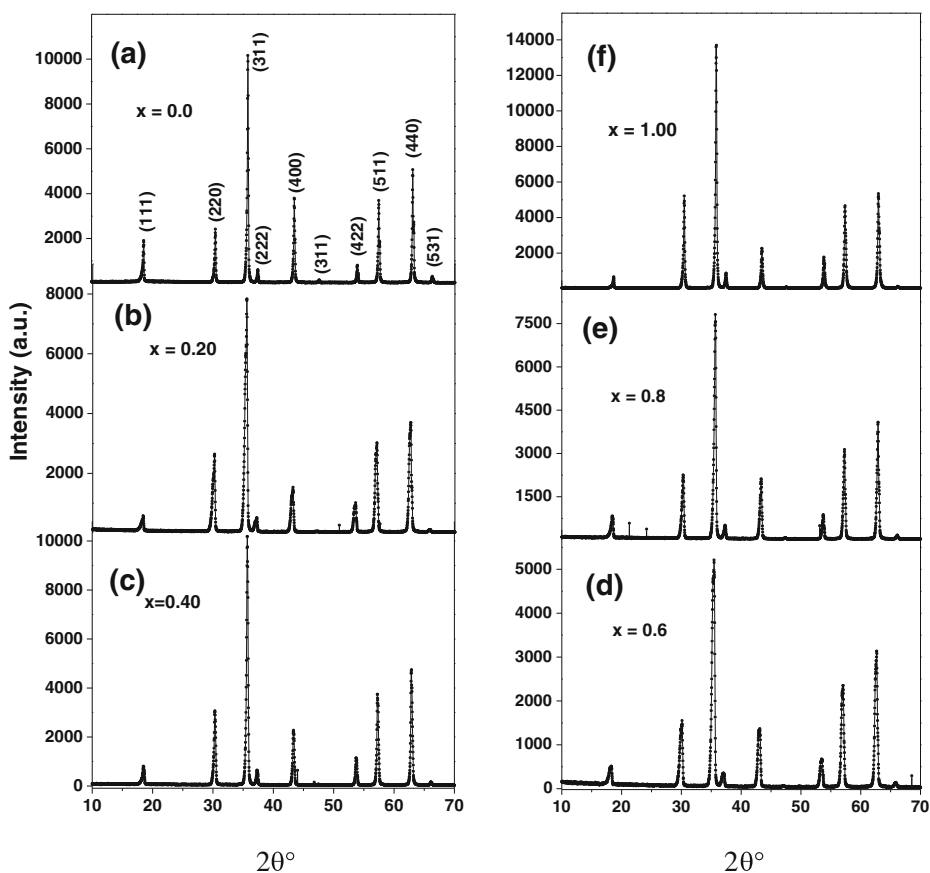 Intensity (a.u.)
(a)
x = 0.0
(111)
(220)
(311)
(222)
(400)
(311)
(422)
(511)
(440)
(531)
10000
8000
6000
4000
2000
0
(b)
x = 0.20
8000
6000
4000
2000
(c)
x=0.40
10000
8000
6000
4000
2000
0
10 20 30 40 50 60 70
2θ°
(f)
x = 1.00
14000
12000
10000
8000
6000
4000
2000
(e)
x = 0.8
7500
6000
4500
3000
1500
(d)
x = 0.6
5000
4000
3000
2000
1000
0
10 20 30 40 50 60 70
2θ°